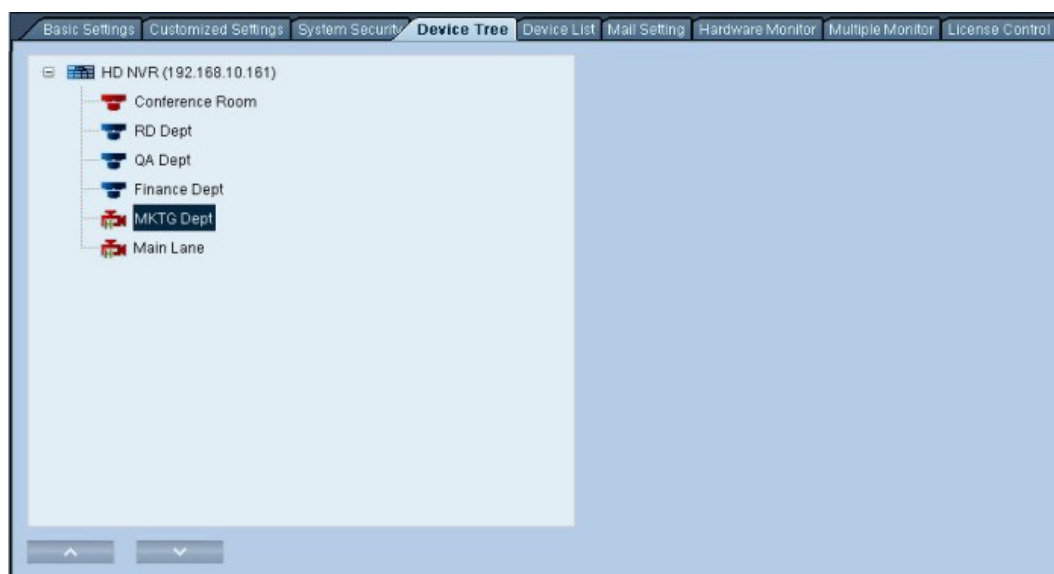 Basic Settings Customized Settings System Security Device Tree Device List Mail Setting Hardware Monitor Multiple Monitor License Control
HD NVR (192.168.10.161)
Conference Room
RD Dept
QA Dept
Finance Dept
MKTG Dept
Main Lane